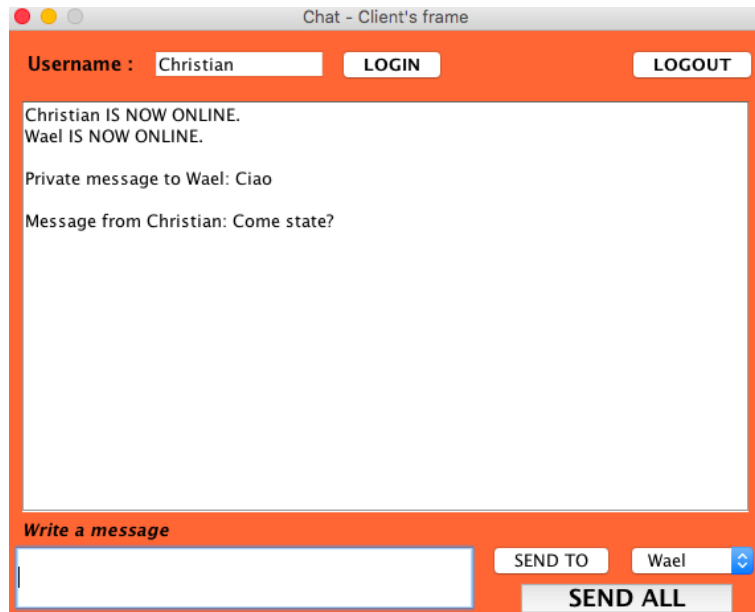 Chat - Client's frame
Username : Christian LOGIN LOGOUT
Christian IS NOW ONLINE.
Wael IS NOW ONLINE.
Private message to Wael: Ciao
Message from Christian: Come state?
Write a message
SEND TO Wael
SEND ALL